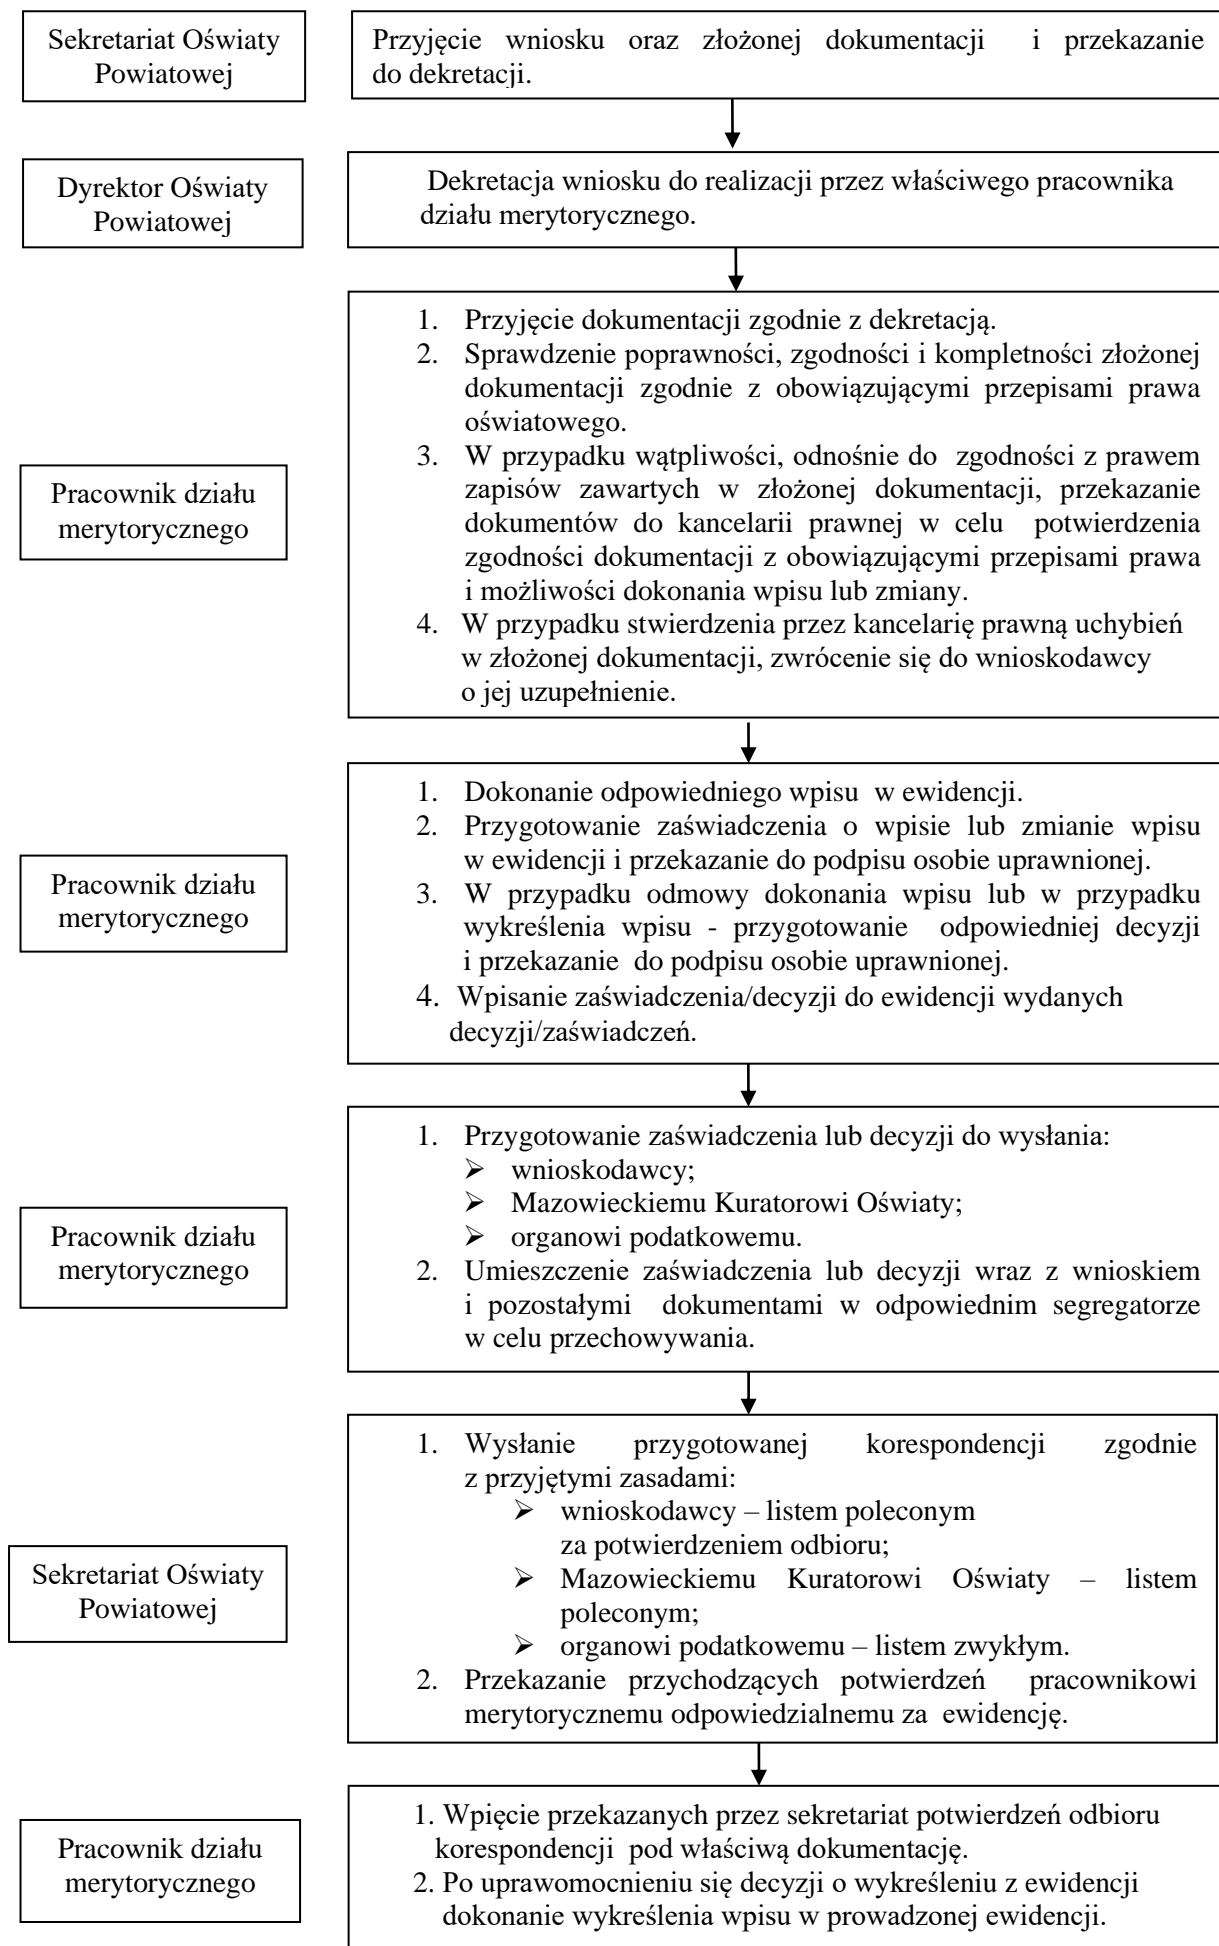 Sekretariat Oświaty
Powiatowej
Przyjęcie wniosku oraz złożonej dokumentacji i przekazanie
do dekretacji.
Dyrektor Oświaty
Powiatowej
Dekretacja wniosku do realizacji przez właściwego pracownika
działu merytorycznego.
Pracownik działu
merytorycznego
1. Przyjęcie dokumentacji zgodnie z dekretacją.
2. Sprawdzenie poprawności, zgodności i kompletności złożonej
dokumentacji zgodnie z obowiązującymi przepisami prawa
oświatowego.
3. W przypadku wątpliwości, odnośnie do zgodności z prawem
zapisów zawartych w złożonej dokumentacji, przekazanie
dokumentów do kancelarii prawnej w celu potwierdzenia
zgodności dokumentacji z obowiązującymi przepisami prawa
i możliwości dokonania wpisu lub zmiany.
4. W przypadku stwierdzenia przez kancelarię prawną uchybień
w złożonej dokumentacji, zwrócenie się do wnioskodawcy
o jej uzupełnienie.
Pracownik działu
merytorycznego
1. Dokonanie odpowiedniego wpisu w ewidencji.
2. Przygotowanie zaświadczenia o wpisie lub zmianie wpisu
w ewidencji i przekazanie do podpisu osobie uprawnionej.
3. W przypadku odmowy dokonania wpisu lub w przypadku
wykreślenia wpisu - przygotowanie odpowiedniej decyzji
i przekazanie do podpisu osobie uprawnionej.
4. Wpisanie zaświadczenia/decyzji do ewidencji wydanych
decyzji/zaświadczeń.
Pracownik działu
merytorycznego
1. Przygotowanie zaświadczenia lub decyzji do wysłania:
➢ wnioskodawcy;
➢ Mazowieckiemu Kuratorowi Oświaty;
➢ organowi podatkowemu.
2. Umieszczenie zaświadczenia lub decyzji wraz z wnioskiem
i pozostałymi dokumentami w odpowiednim segregatorze
w celu przechowywania.
Sekretariat Oświaty
Powiatowej
1. Wysłanie przygotowanej korespondencji zgodnie
z przyjętymi zasadami:
➢ wnioskodawcy – listem poleconym
za potwierdzeniem odbioru;
➢ Mazowieckiemu Kuratorowi Oświaty – listem
poleconym;
➢ organowi podatkowemu – listem zwykłym.
2. Przekazanie przychodzących potwierdzeń pracownikowi
merytorycznemu odpowiedzialnemu za ewidencję.
Pracownik działu
merytorycznego
1. Wpięcie przekazanych przez sekretariat potwierdzeń odbioru
korespondencji pod właściwą dokumentację.
2. Po uprawomocnieniu się decyzji o wykreśleniu z ewidencji
dokonanie wykreślenia wpisu w prowadzonej ewidencji.